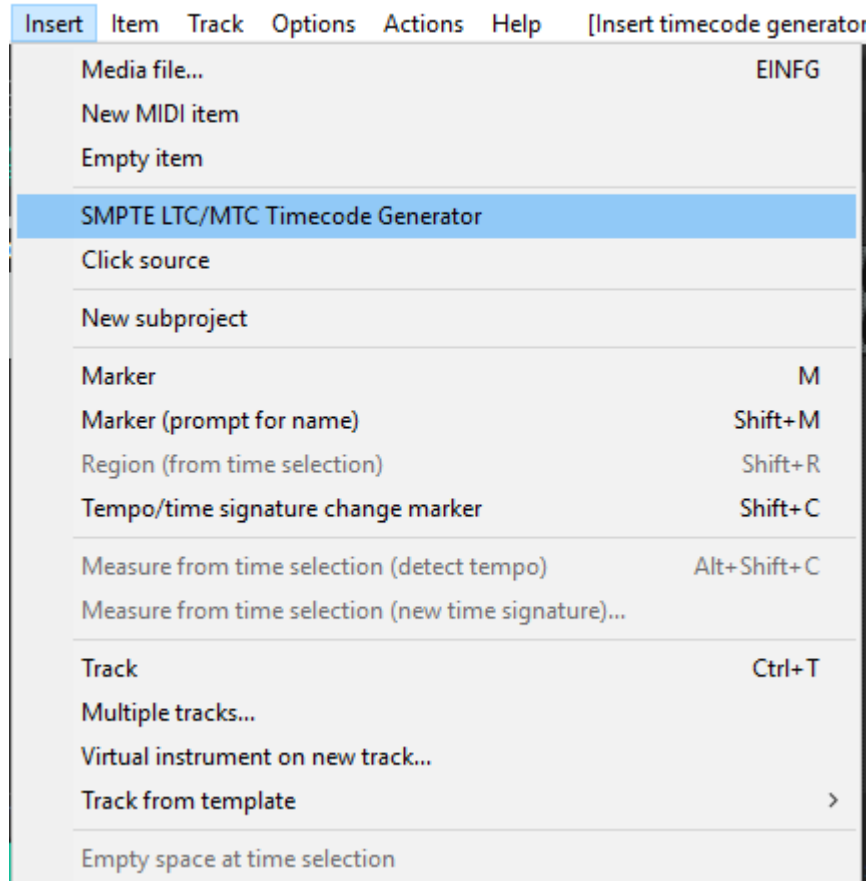 Insert Item Track Options Actions Help [Insert timecode generator
Media file... EINFG
New MIDI item
Empty item
SMPTE LTC/MTC Timecode Generator
Click source
New subproject
Marker M
Marker (prompt for name) Shift+M
Region (from time selection) Shift+R
Tempo/time signature change marker Shift+C
Measure from time selection (detect tempo) Alt+Shift+C
Measure from time selection (new time signature)...
Track Ctrl+T
Multiple tracks...
Virtual instrument on new track...
Track from template >
Empty space at time selection